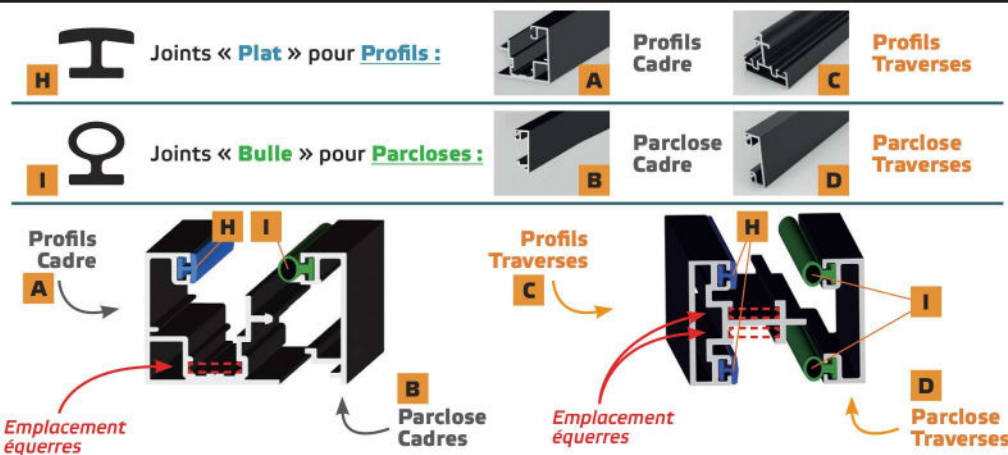 H
Joints « Plat » pour Profils :
A
Profils
Cadre
C
Profils
Traverses
I
Joints « Bulle » pour Parcloses :
B
Parclose
Cadre
D
Parclose
Traverses
Profils
Cadre
A
H
I
Emplacement
équerres
B
Parclose
Cadres
Profils
Traverses
C
H
I
Emplacement
équerres
D
Parclose
Traverses